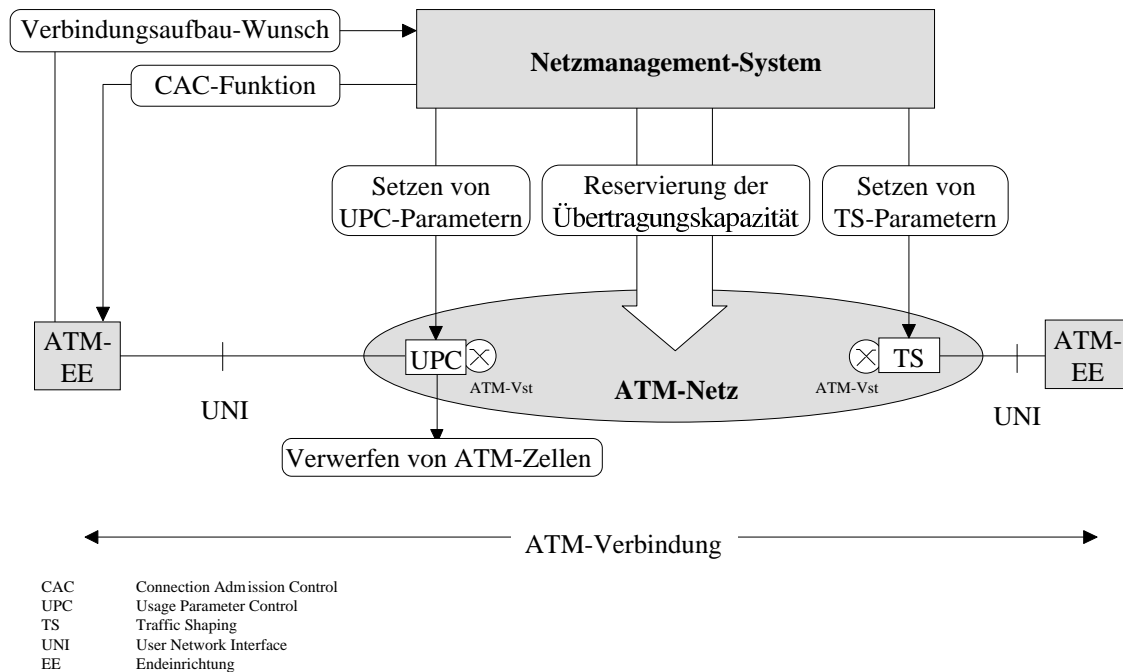 Verbindungsaufbau-Wunsch
Netzmanagement-System
CAC-Funktion
Setzen von
UPC-Parametern
Reservierung der
Übertragungskapazität
Setzen von
TS-Parametern
ATM-
EE
UPC
TS
ATM-
EE
ATM-Vst
ATM-Netz
ATM-Vst
UNI
UNI
Verwerfen von ATM-Zellen
ATM-Verbindung
CAC Connection Admission Control
UPC Usage Parameter Control
TS Traffic Shaping
UNI User Network Interface
EE Endeinrichtung